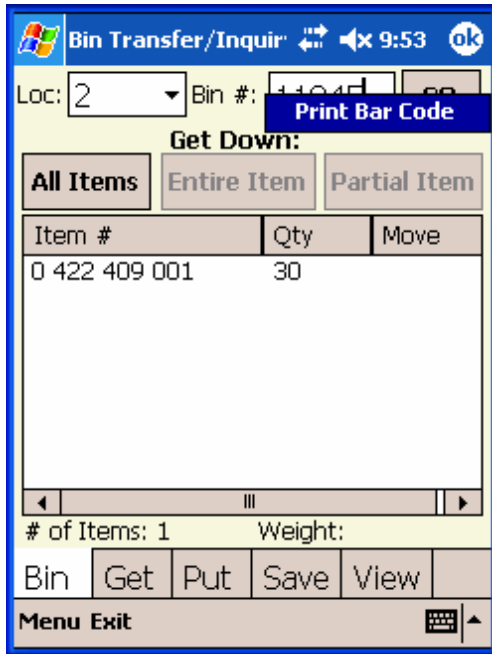 Bin Transfer/Inquir 9:53 ok
Loc: 2 Bin #:
Print Bar Code
Get Down:
All Items Entire Item Partial Item
Item # Qty Move
0 422 409 001 30
# of Items: 1 Weight:
Bin Get Put Save View
Menu Exit